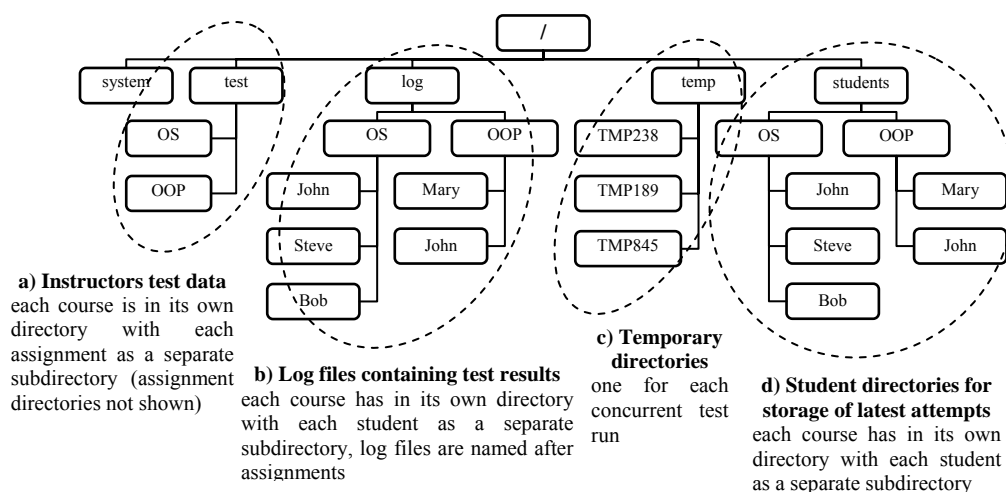 /
system
test
log
temp
students
OS
OOP
OS
OOP
John
Mary
Steve
John
Bob
TMP238
TMP189
TMP845
OS
OOP
John
Mary
Steve
John
Bob
a) Instructors test data
each course is in its own
directory with each
assignment as a separate
subdirectory (assignment
directories not shown)
b) Log files containing test results
each course has in its own directory
with each student as a separate
subdirectory, log files are named after
assignments
c) Temporary
directories
one for each
concurrent test
run
d) Student directories for
storage of latest attempts
each course has in its own
directory with each student
as a separate subdirectory